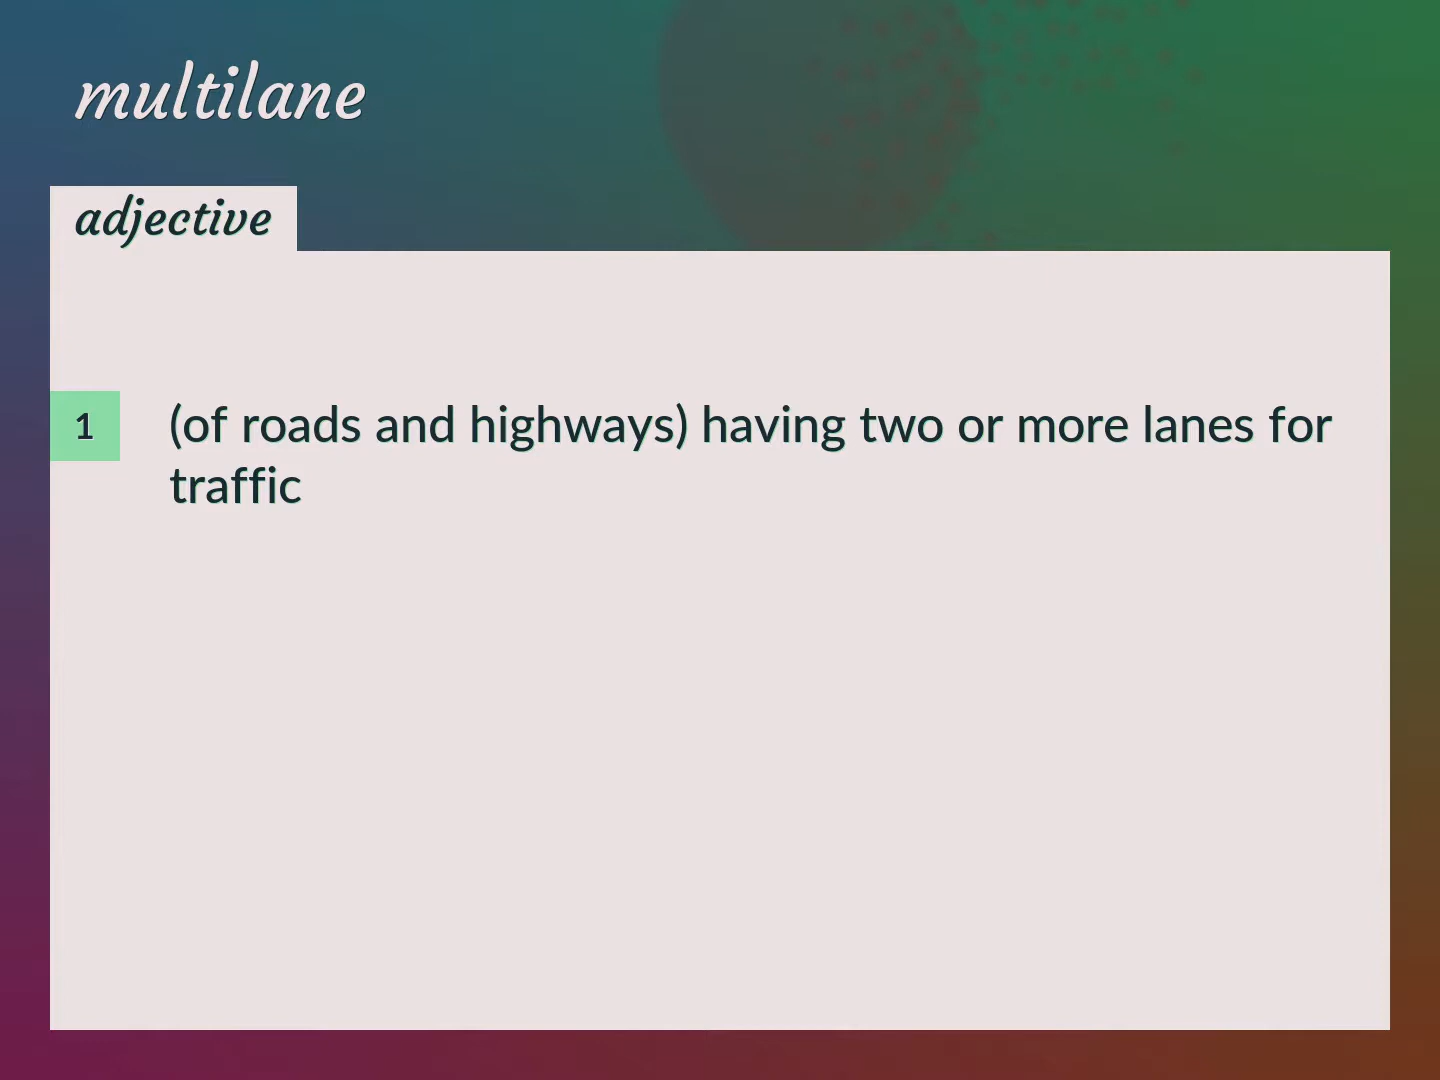 multilane
adjective
1
(of roads and highways) having two or more lanes for
traffic